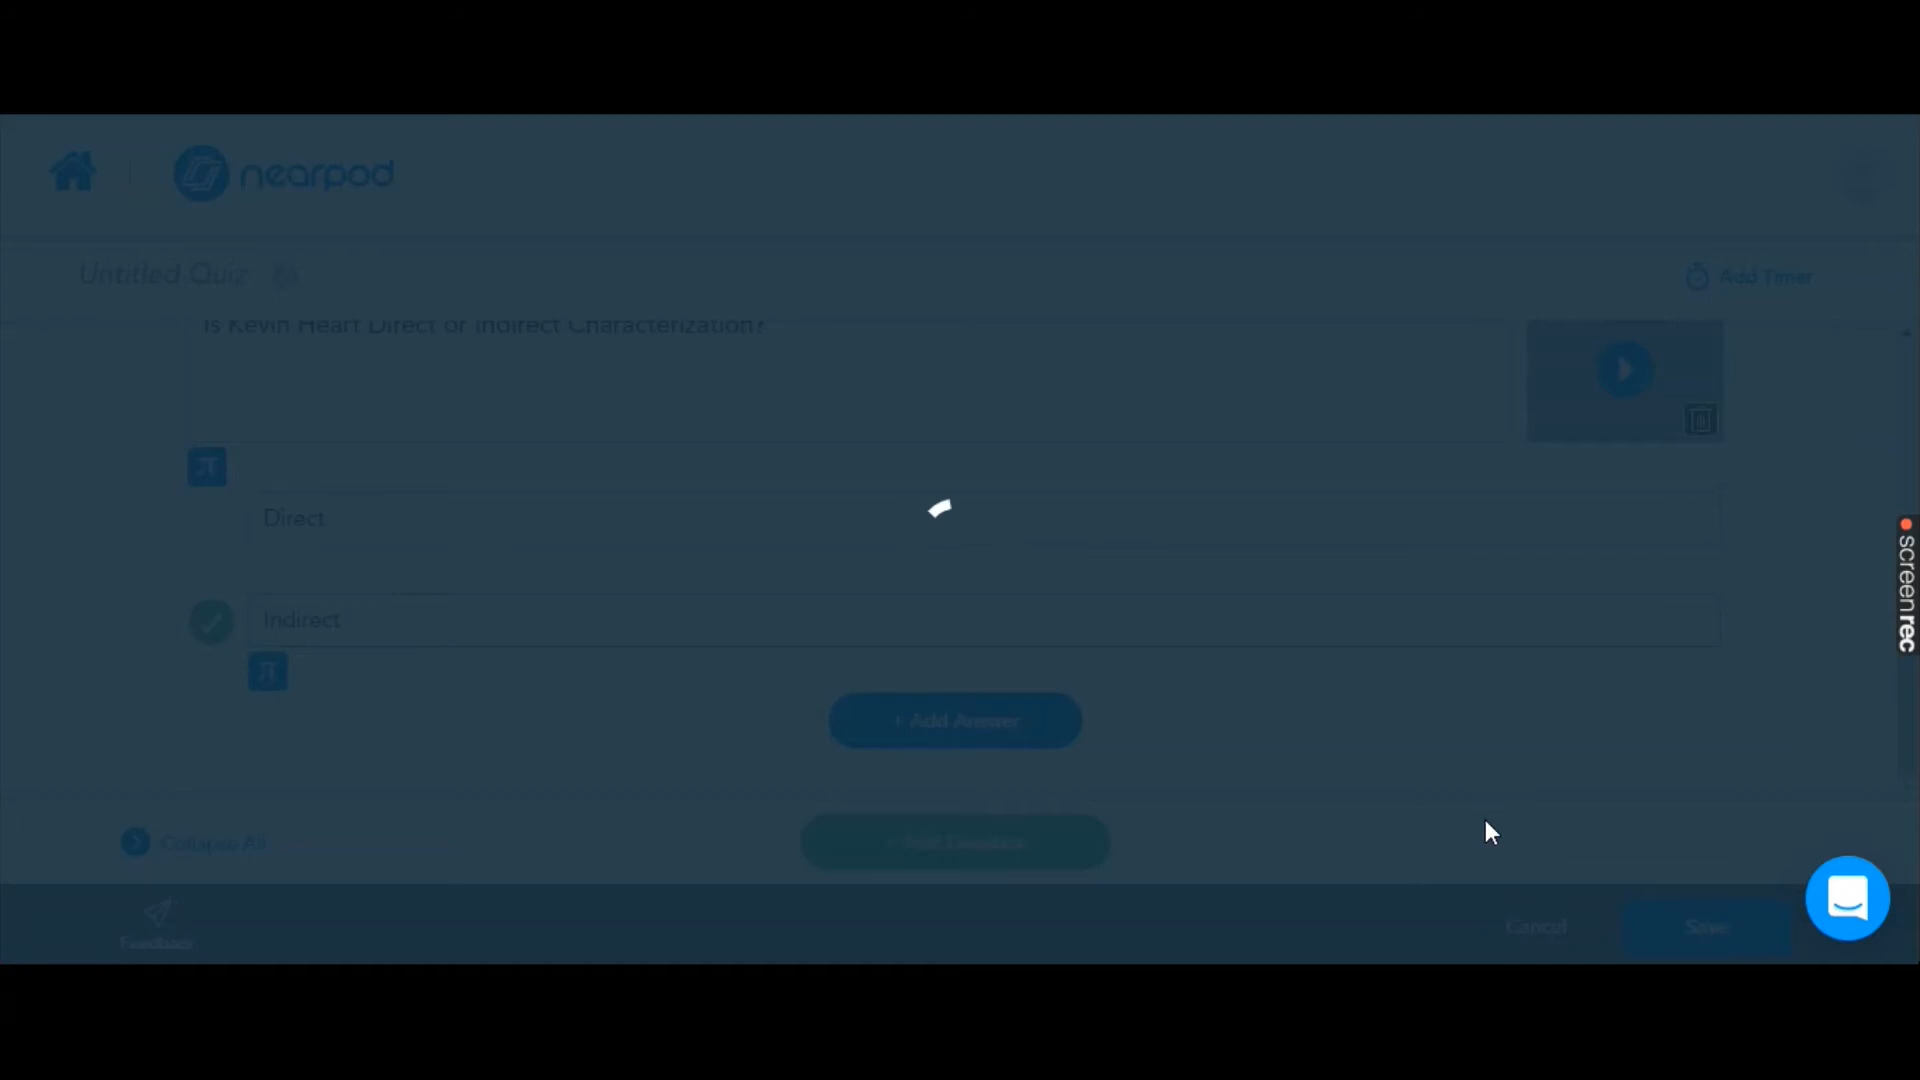 nearpod
Untitled Quiz
Add Timer
Is Kevin Heart Direct or Indirect Characterization?
Direct
Indirect
+ Add Answer
Collapse All
Feedback
Cancel
Save
screenrec